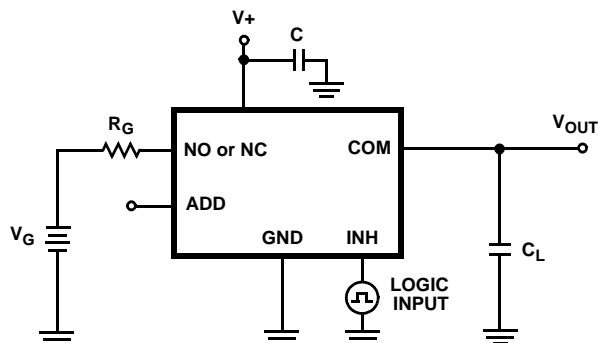 V+
C
RG
VOUT
NO or NC
COM
ADD
VG
GND
INH
CL
LOGIC
INPUT